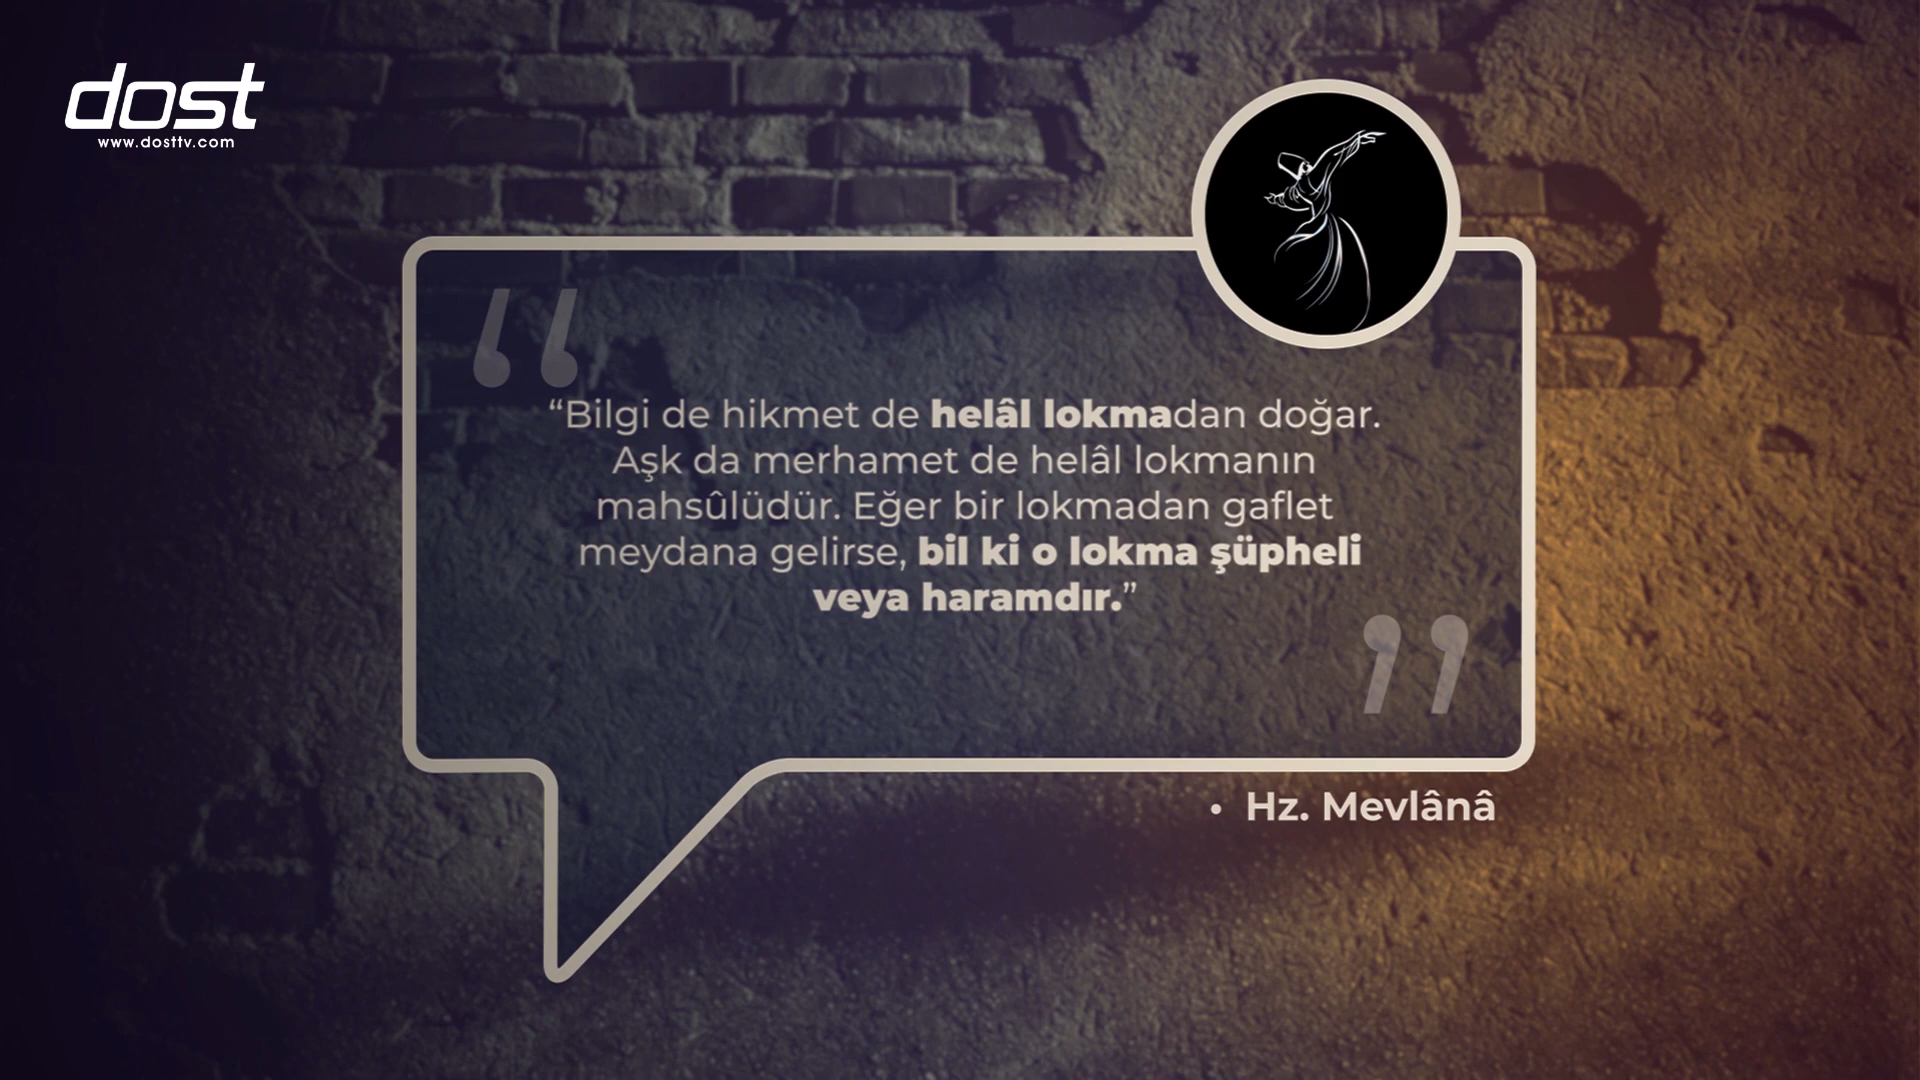 dost
www.dosttv.com
“Bilgi de hikmet de helâl lokmadan doğar.
Aşk da merhamet de helâl lokmanın
mahsûlüdür. Eğer bir lokmadan gaflet
meydana gelirse, bil ki o lokma şüpheli
veya haramdır.”
• Hz. Mevlânâ